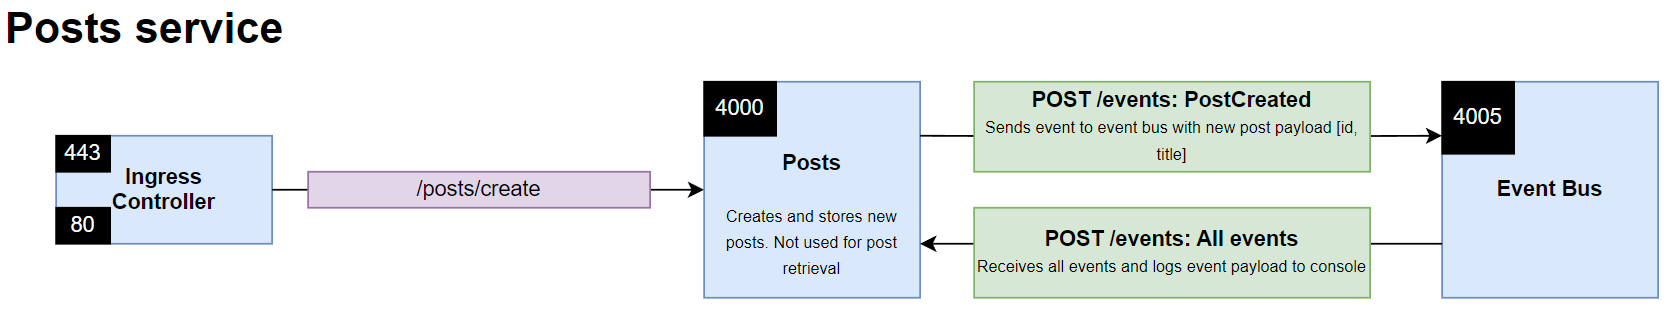 Posts service
443
Ingress
Controller
80
/posts/create
4000
Posts
Creates and stores new
posts. Not used for post
retrieval
POST /events: PostCreated
Sends event to event bus with new post payload [id,
title]
POST /events: All events
Receives all events and logs event payload to console
4005
Event Bus